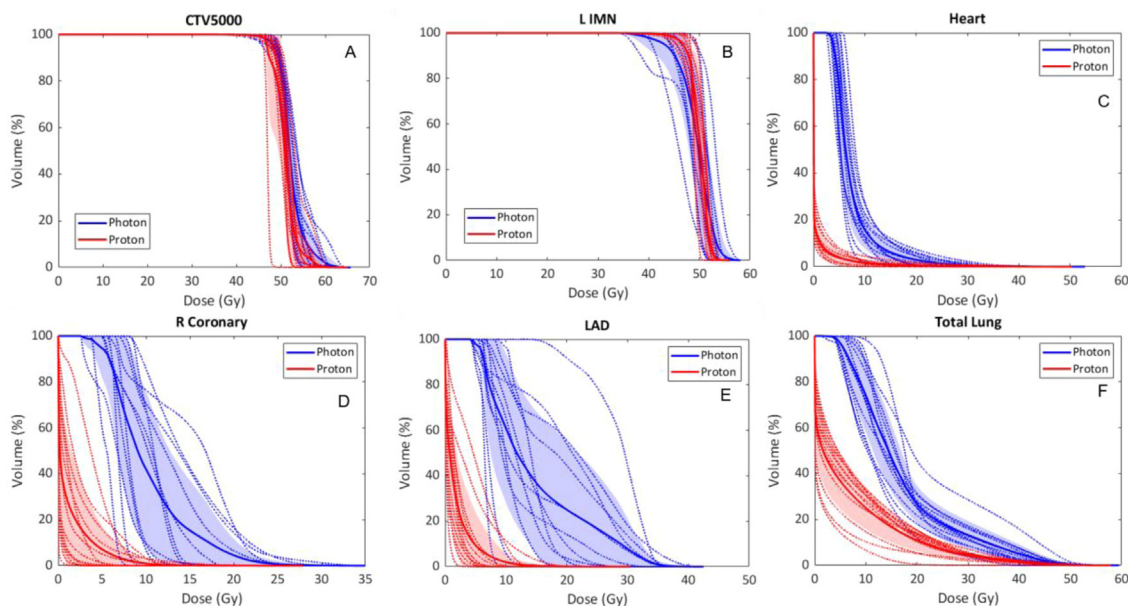 CTV5000
A
Volume (%)
100
80
60
40
20
0
Photon
Proton
0 10 20 30 40 50 60 70
Dose (Gy)
L IMN
B
Volume (%)
100
80
60
40
20
0
Photon
Proton
0 10 20 30 40 50 60
Dose (Gy)
Heart
Photon
Proton
C
Volume (%)
100
80
60
40
20
0
0 10 20 30 40 50 60
Dose (Gy)
R Coronary
Photon
Proton
D
Volume (%)
100
80
60
40
20
0
0 5 10 15 20 25 30 35
Dose (Gy)
LAD
Photon
Proton
E
Volume (%)
100
80
60
40
20
0
0 10 20 30 40 50
Dose (Gy)
Total Lung
Photon
Proton
F
Volume (%)
100
80
60
40
20
0
0 10 20 30 40 50 60
Dose (Gy)